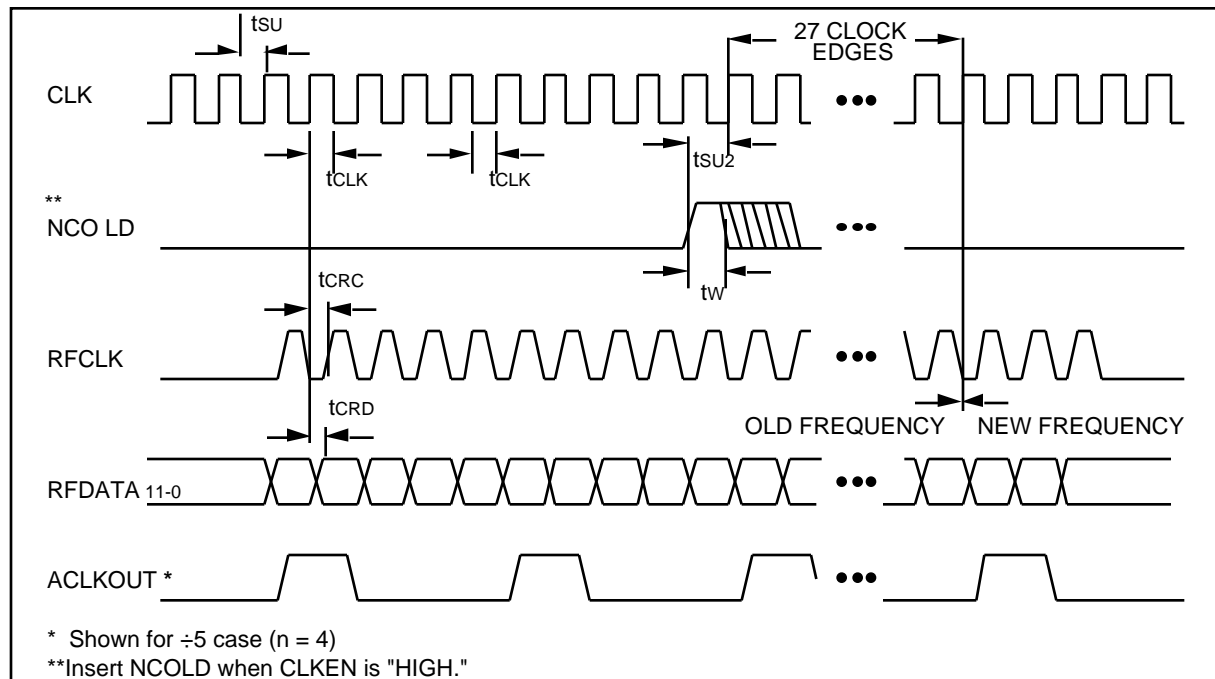 tSU
27 CLOCK
EDGES
CLK
tSU2
tCLK
tCLK
**
NCO LD
tCRC
tW
RFCLK
tCRD
OLD FREQUENCY
NEW FREQUENCY
RFDATA 11-0
ACLKOUT *
* Shown for ÷5 case (n = 4)
**Insert NCOLD when CLKEN is "HIGH."